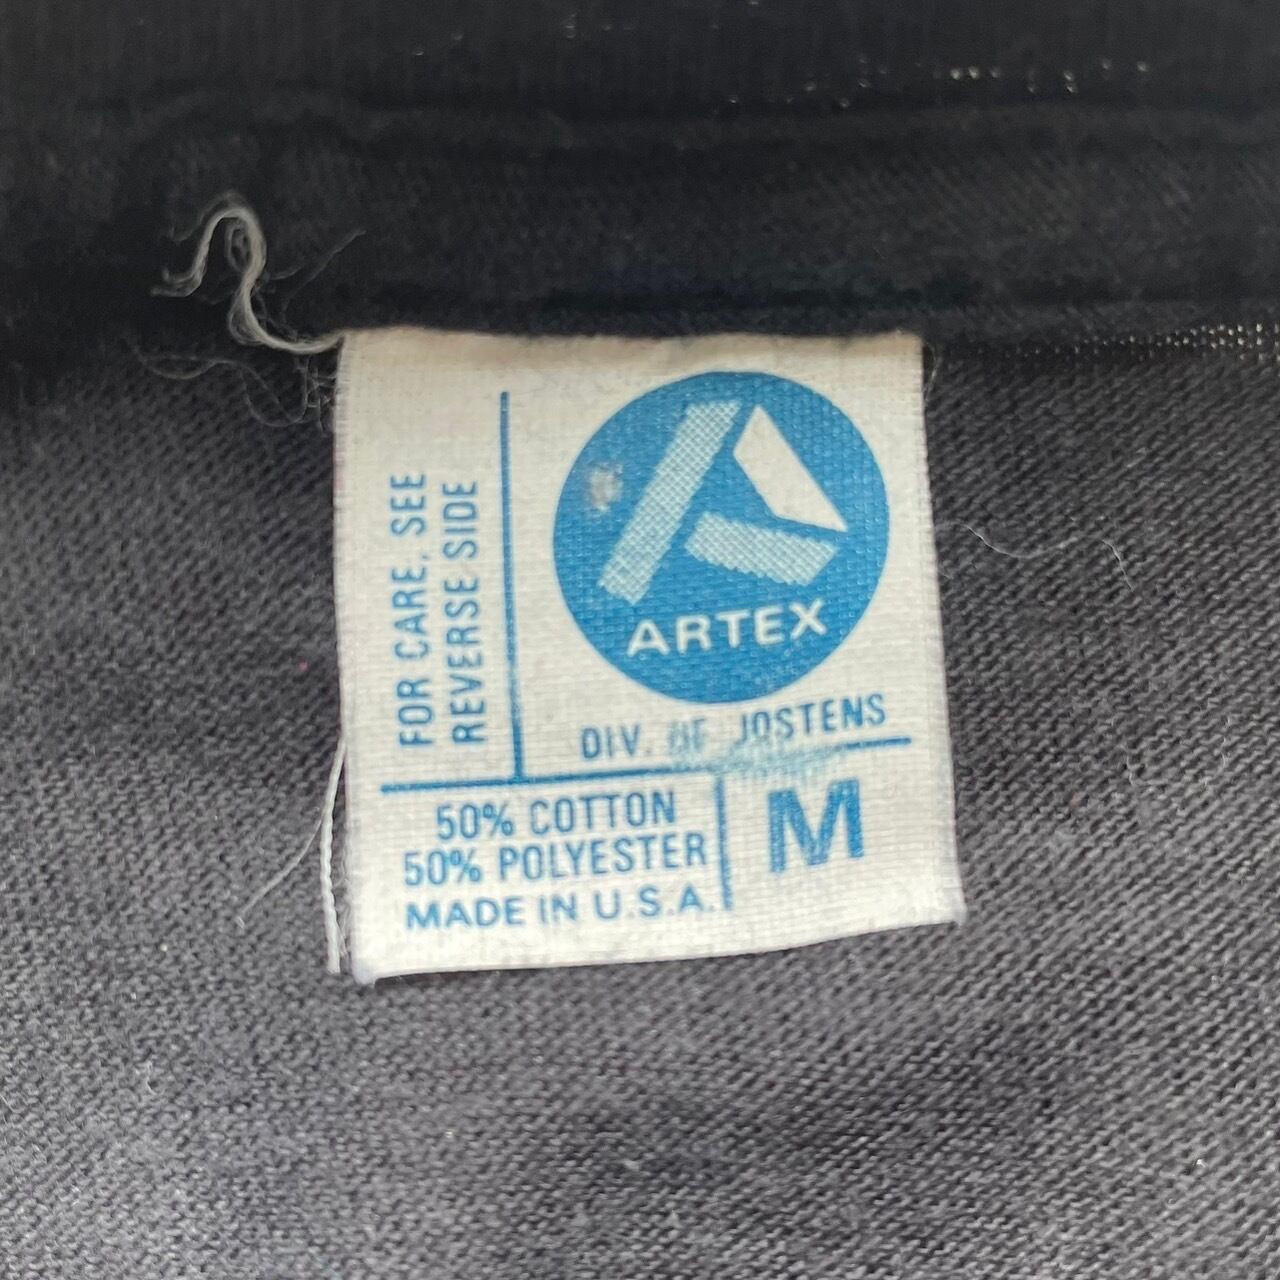 FOR CARE, SEE
REVERSE SIDE
ARTEX
DIV. OF JOSTENS
50% COTTON
50% POLYESTER
MADE IN U.S.A.
M